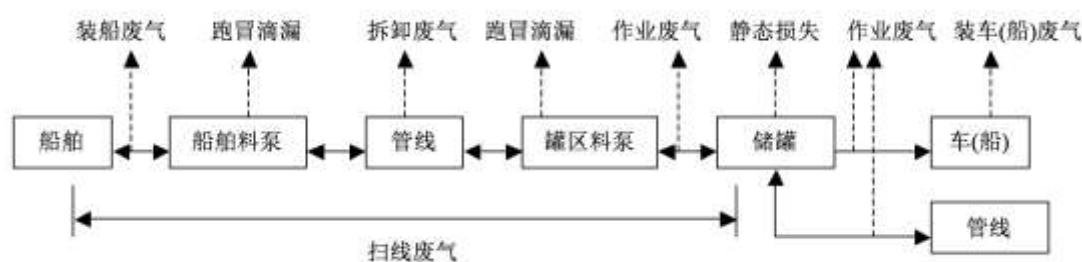 装船废气 跑冒滴漏 拆卸废气 跑冒滴漏 作业废气 静态损失 作业废气 装车(船)废气
船舶 船舶料泵 管线 罐区料泵 储罐 车(船)
管线
扫线废气